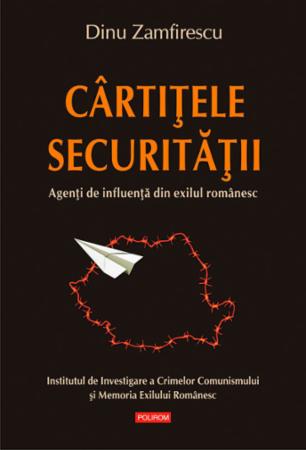 Dinu Zamfirescu
CÂRTIŢELE
SECURITĂŢII
Agenţi de influenţă din exilul românesc
Institutul de Investigare a Crimelor Comunismului
şi Memoria Exilului Românesc
POLIROM